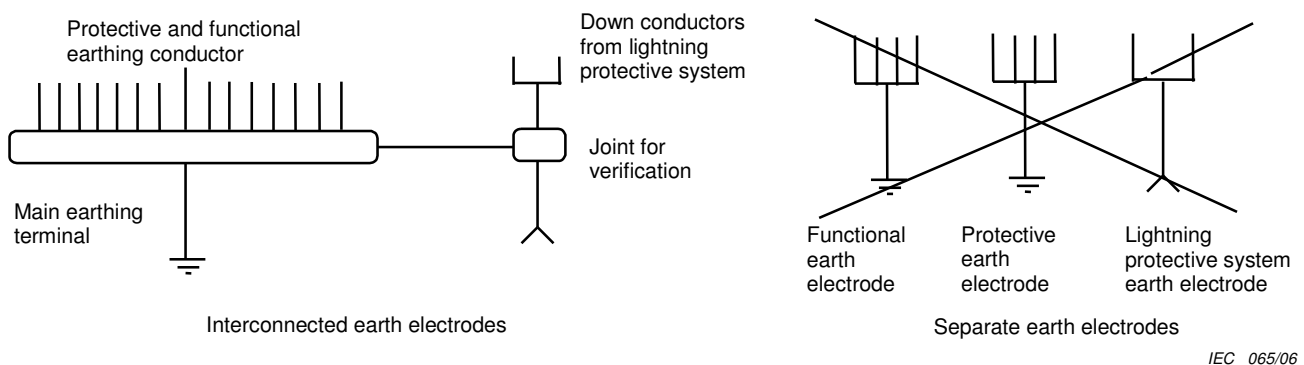 Protective and functional
earthing conductor
Down conductors
from lightning
protective system
Joint for
verification
Main earthing
terminal
Interconnected earth electrodes
Functional
earth
electrode
Protective
earth
electrode
Lightning
protective system
earth electrode
Separate earth electrodes
IEC 065/06